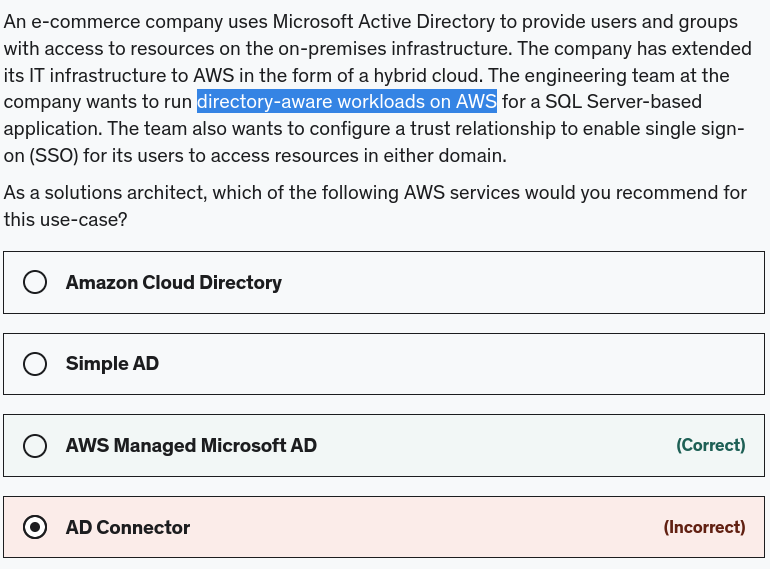 An e-commerce company uses Microsoft Active Directory to provide users and groups
with access to resources on the on-premises infrastructure. The company has extended
its IT infrastructure to AWS in the form of a hybrid cloud. The engineering team at the
company wants to run directory-aware workloads on AWS for a SQL Server-based
application. The team also wants to configure a trust relationship to enable single sign-
on (SSO) for its users to access resources in either domain.
As a solutions architect, which of the following AWS services would you recommend for
this use-case?
Amazon Cloud Directory
Simple AD
AWS Managed Microsoft AD (Correct)
AD Connector (Incorrect)